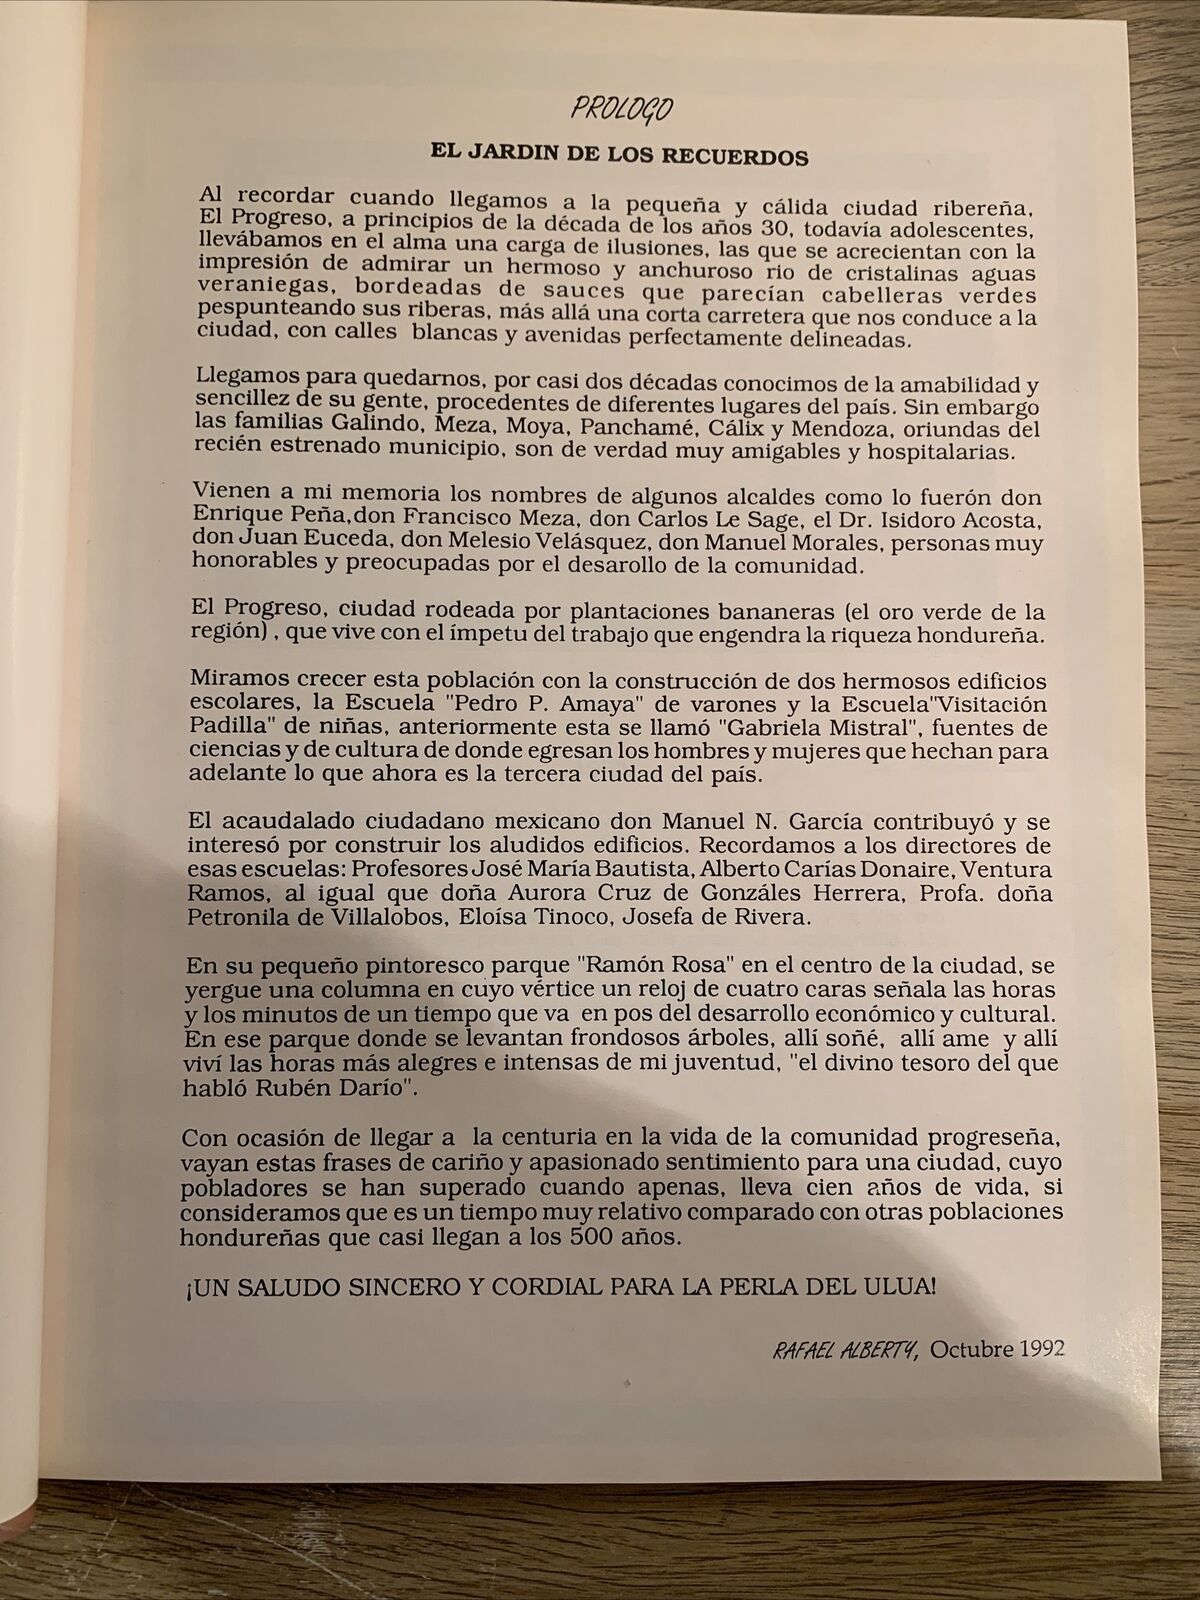 PROLOGO
EL JARDIN DE LOS RECUERDOS
Al recordar cuando llegamos a la pequeña y cálida ciudad ribereña,
El Progreso, a principios de la década de los años 30, todavía adolescentes,
llevábamos en el alma una carga de ilusiones, las que se acrecientan con la
impresión de admirar un hermoso y anchuroso rio de cristalinas aguas
veraniegas, bordeadas de sauces que parecían cabelleras verdes
pespunteando sus riberas, más allá una corta carretera que nos conduce a la
ciudad, con calles blancas y avenidas perfectamente delineadas.
Llegamos para quedarnos, por casi dos décadas conocimos de la amabilidad y
sencillez de su gente, procedentes de diferentes lugares del país. Sin embargo
las familias Galindo, Meza, Moya, Panchamé, Cálix y Mendoza, oriundas del
recién estrenado municipio, son de verdad muy amigables y hospitalarias.
Vienen a mi memoria los nombres de algunos alcaldes como lo fuerón don
Enrique Peña,don Francisco Meza, don Carlos Le Sage, el Dr. Isidoro Acosta,
don Juan Euceda, don Melesio Velásquez, don Manuel Morales, personas muy
honorables y preocupadas por el desarollo de la comunidad.
El Progreso, ciudad rodeada por plantaciones bananeras (el oro verde de la
región) , que vive con el ímpetu del trabajo que engendra la riqueza hondureña.
Miramos crecer esta población con la construcción de dos hermosos edificios
escolares, la Escuela "Pedro P. Amaya" de varones y la Escuela"Visitación
Padilla" de niñas, anteriormente esta se llamó "Gabriela Mistral", fuentes de
ciencias y de cultura de donde egresan los hombres y mujeres que hechan para
adelante lo que ahora es la tercera ciudad del país.
El acaudalado ciudadano mexicano don Manuel N. García contribuyó y se
interesó por construir los aludidos edificios. Recordamos a los directores de
esas escuelas: Profesores José María Bautista, Alberto Carías Donaire, Ventura
Ramos, al igual que doña Aurora Cruz de Gonzáles Herrera, Profa. doña
Petronila de Villalobos, Eloísa Tinoco, Josefa de Rivera.
En su pequeño pintoresco parque "Ramón Rosa" en el centro de la ciudad, se
yergue una columna en cuyo vértice un reloj de cuatro caras señala las horas
y los minutos de un tiempo que va en pos del desarrollo económico y cultural.
En ese parque donde se levantan frondosos árboles, allí soñé, allí ame y allí
viví las horas más alegres e intensas de mi juventud, "el divino tesoro del que
habló Rubén Darío".
Con ocasión de llegar a la centuria en la vida de la comunidad progreseña,
vayan estas frases de cariño y apasionado sentimiento para una ciudad, cuyo
pobladores se han superado cuando apenas, lleva cien años de vida, si
consideramos que es un tiempo muy relativo comparado con otras poblaciones
hondureñas que casi llegan a los 500 años.
¡UN SALUDO SINCERO Y CORDIAL PARA LA PERLA DEL ULUA!
RAFAEL ALBERTY, Octubre 1992